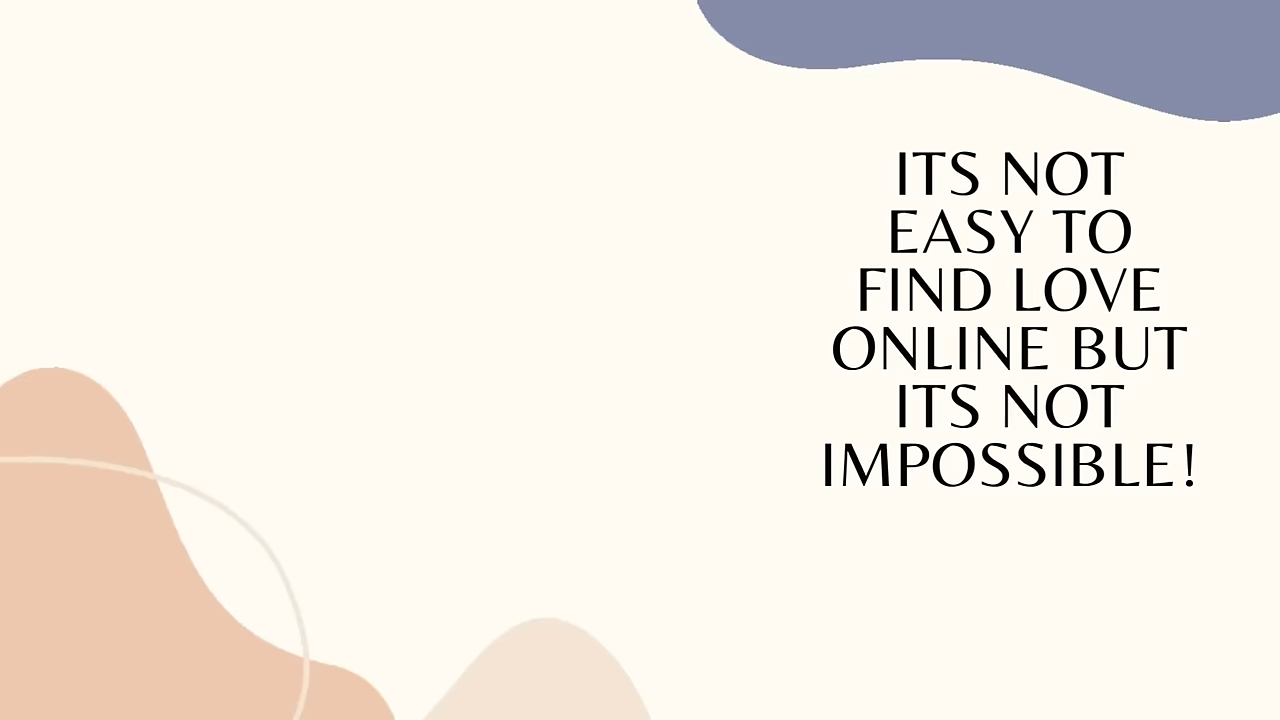 ITS NOT
EASY TO
FIND LOVE
ONLINE BUT
ITS NOT
IMPOSSIBLE!